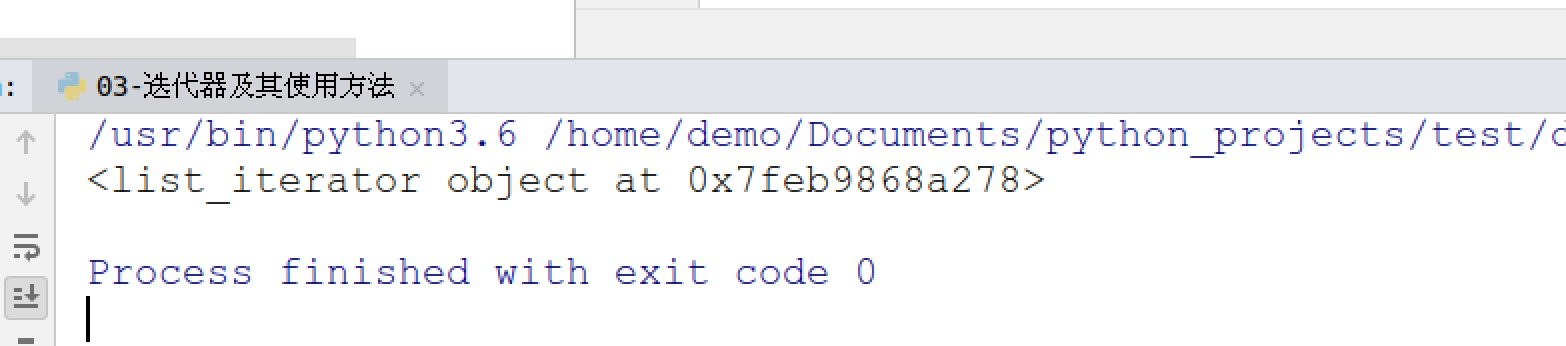 :
03-迭代器及其使用方法
/usr/bin/python3.6 /home/demo/Documents/python_projects/test/
<list_iterator object at 0x7feb9868a278>
Process finished with exit code 0